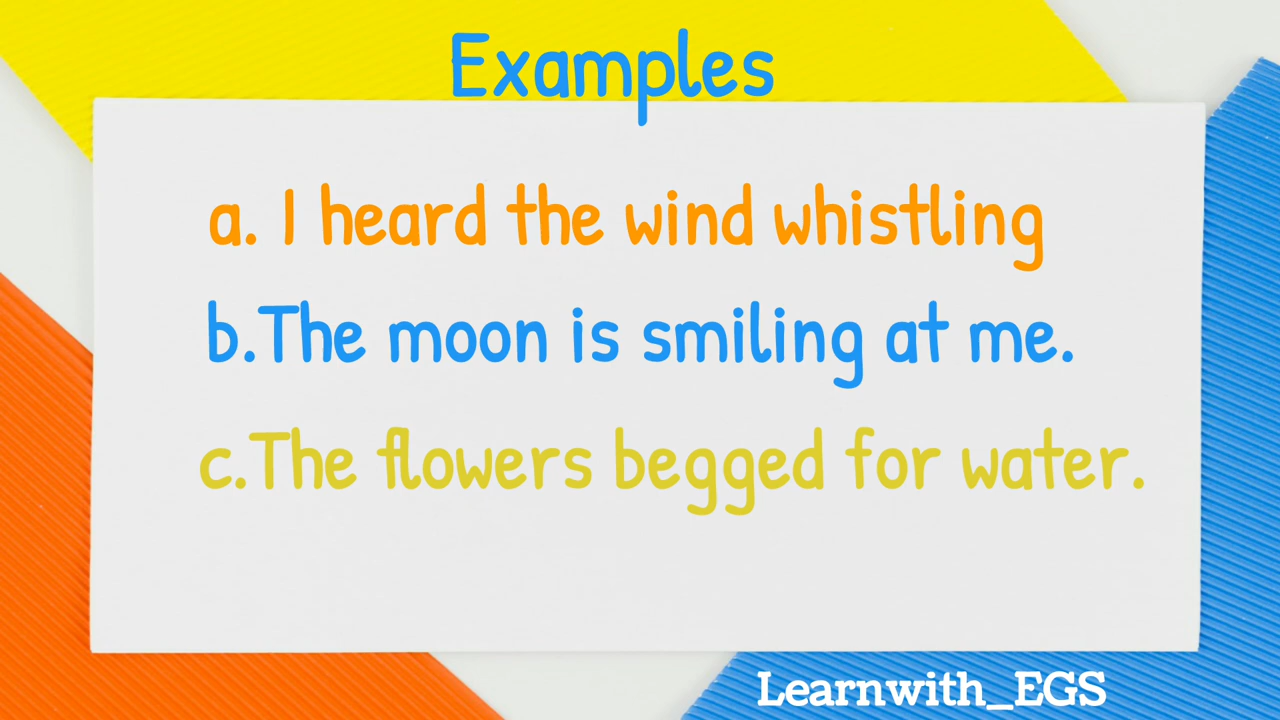 Examples
a. I heard the wind whistling
b.The moon is smiling at me.
c.The flowers begged for water.
Learnwith_EGS